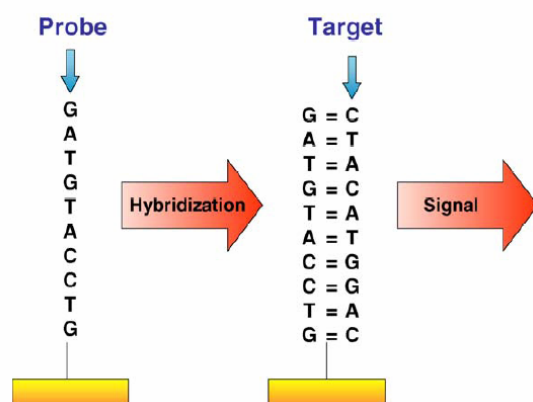 Probe
Target
G
A
T
G
T
A
C
C
T
G
Hybridization
G = C
A = T
T = A
G = C
T = A
A = T
C = G
C = G
T = A
G = C
Signal